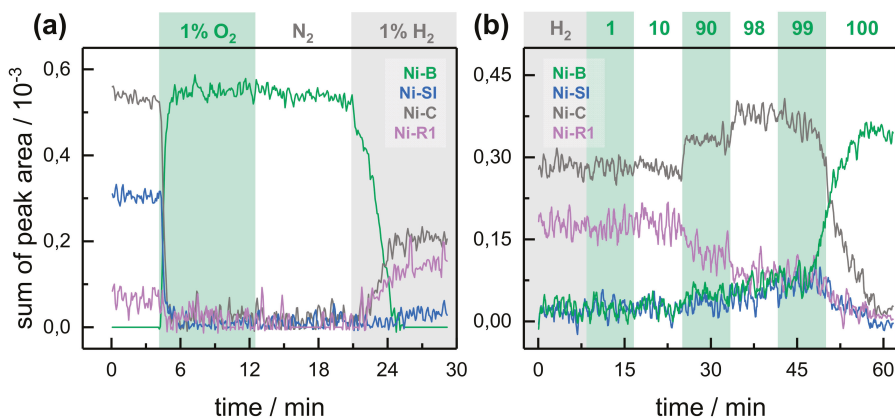 (a)
1% O₂ N₂ 1% H₂
Ni-B
Ni-SI
Ni-C
Ni-R1
sum of peak area / 10⁻³
0,6
0,4
0,2
0,0
0 6 12 18 24 30
time / min
(b)
H₂ 1 10 90 98 99 100
Ni-B
Ni-SI
Ni-C
Ni-R1
0.45
0.30
0.15
0,00
0 15 30 45 60
time / min